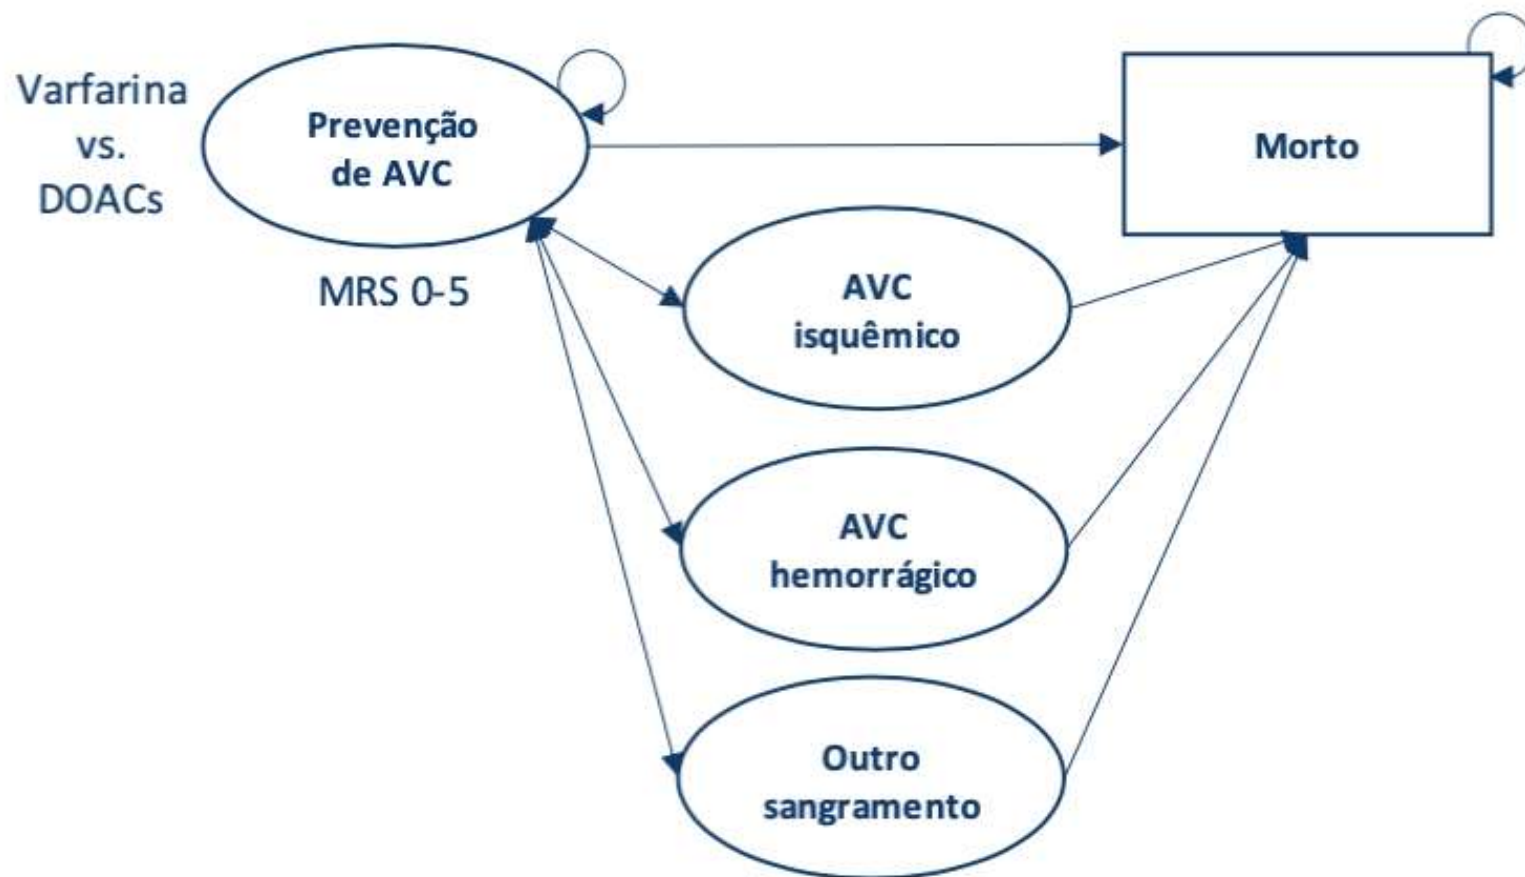 Varfarina
vs.
DOACs
Prevenção
de AVC
MRS 0-5
Morto
AVC
isquêmico
AVC
hemorrágico
Outro
sangramento